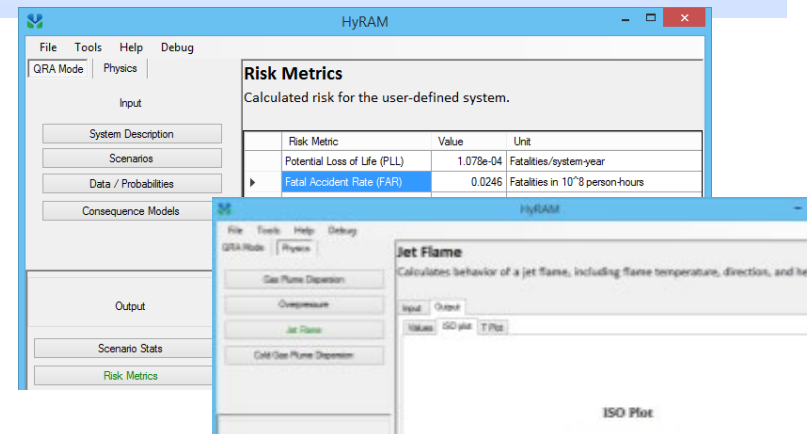 HyRAM
File Tools Help Debug
QRA Mode Physics
Input
System Description
Scenarios
Data / Probabilities
Consequence Models
Output
Scenario Stats
Risk Metrics
Risk Metrics
Calculated risk for the user-defined system.
Risk Metric Value Unit
Potential Loss of Life (PLL) 1.078e-04 Fatalities/system-year
Fatal Accident Rate (FAR) 0.0246 Fatalities in 10^8 person-hours
HyRAM
File Tools Help Debug
QRA Mode Physics
Gas Plume Dispersion
Overpressure
Jet Flame
Cold Gas Plume Dispersion
Jet Flame
Calculates behavior of a jet flame, including flame temperature, direction, and he
Input Output
Values ISO plot T Plot
ISO Plot